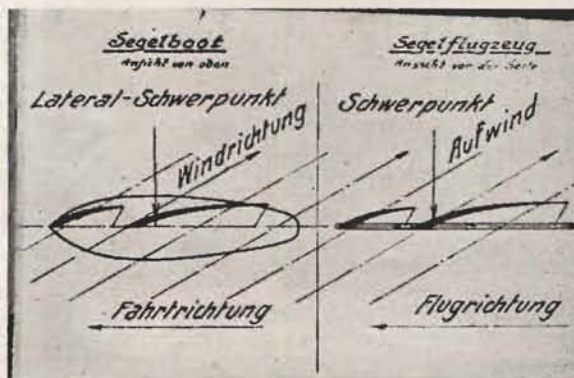 Segelboot
Ansicht von oben
Lateral-Schwerpunkt
Windrichtung
Fahrtrichtung
Segelflugzeug
Ansicht von der Seite
Schwerpunkt
Aufwind
Flugrichtung